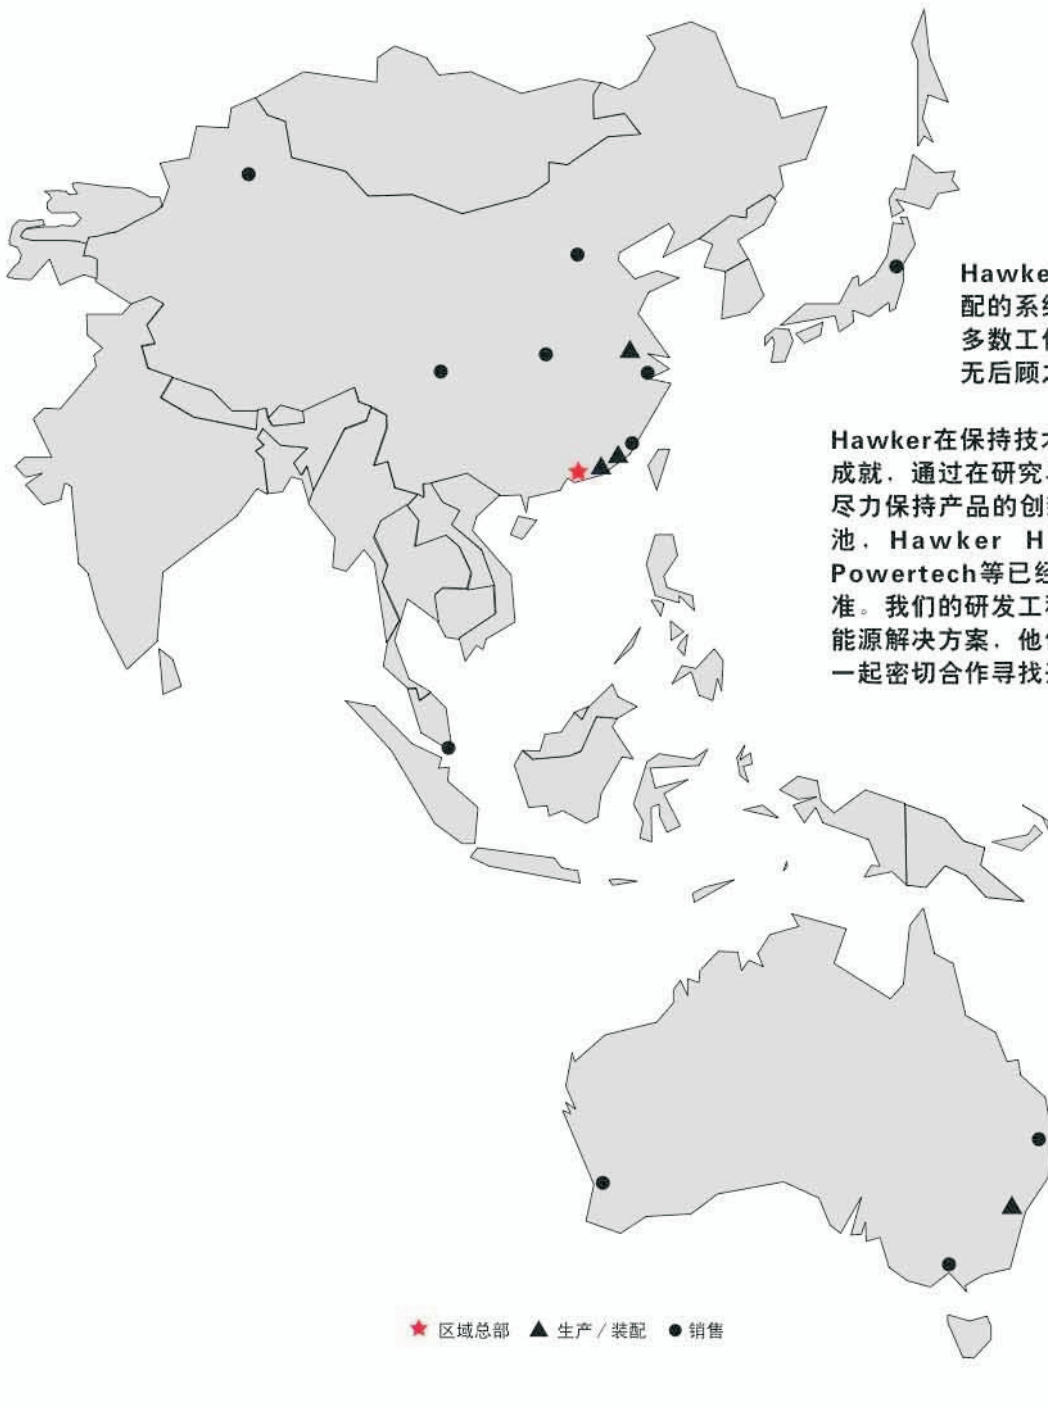 Hawke
配的系
多数工
无后顾
Hawker在保持技
成就，通过在研究
尽力保持产品的创
池，Hawker H
Powertech等已经
准。我们的研发工
能源解决方案，他
一起密切合作寻找
★ 区域总部 ▲ 生产/装配 ● 销售